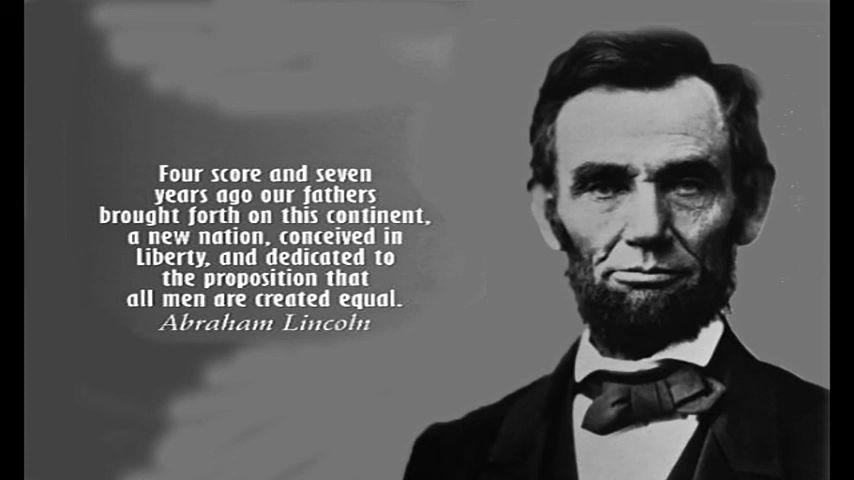 Four score and seven
years ago our fathers
brought forth on this continent,
a new nation, conceived in
Liberty, and dedicated to
the proposition that
all men are created equal.
Abraham Lincoln